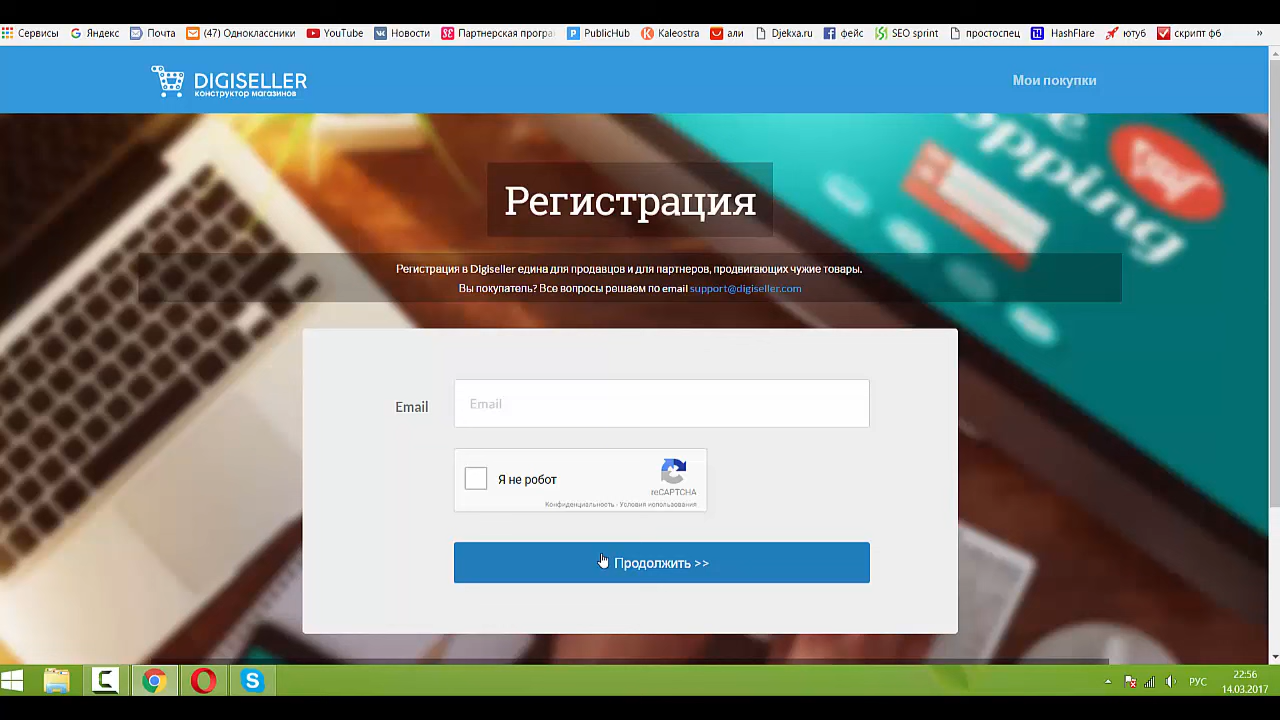 Сервисы Яндекс Почта (47) Одноклассники YouTube Новости Партнерская програ PublicHub Kaleostra али Djekxa.ru фейс SEO sprint простоспец HashFlare ютуб скрипт фб »
DIGISELLER
конструктор магазинов
Мои покупки
Регистрация
Регистрация в Digiseller едина для продавцов и для партнеров, продвигающих чужие товары.
Вы покупатель? Все вопросы решаем по email support@digiseller.com
Email Email
Я не робот
reCAPTCHA
Конфиденциальность - Условия использования
Продолжить >>
РУС
22:56
14.03.2017